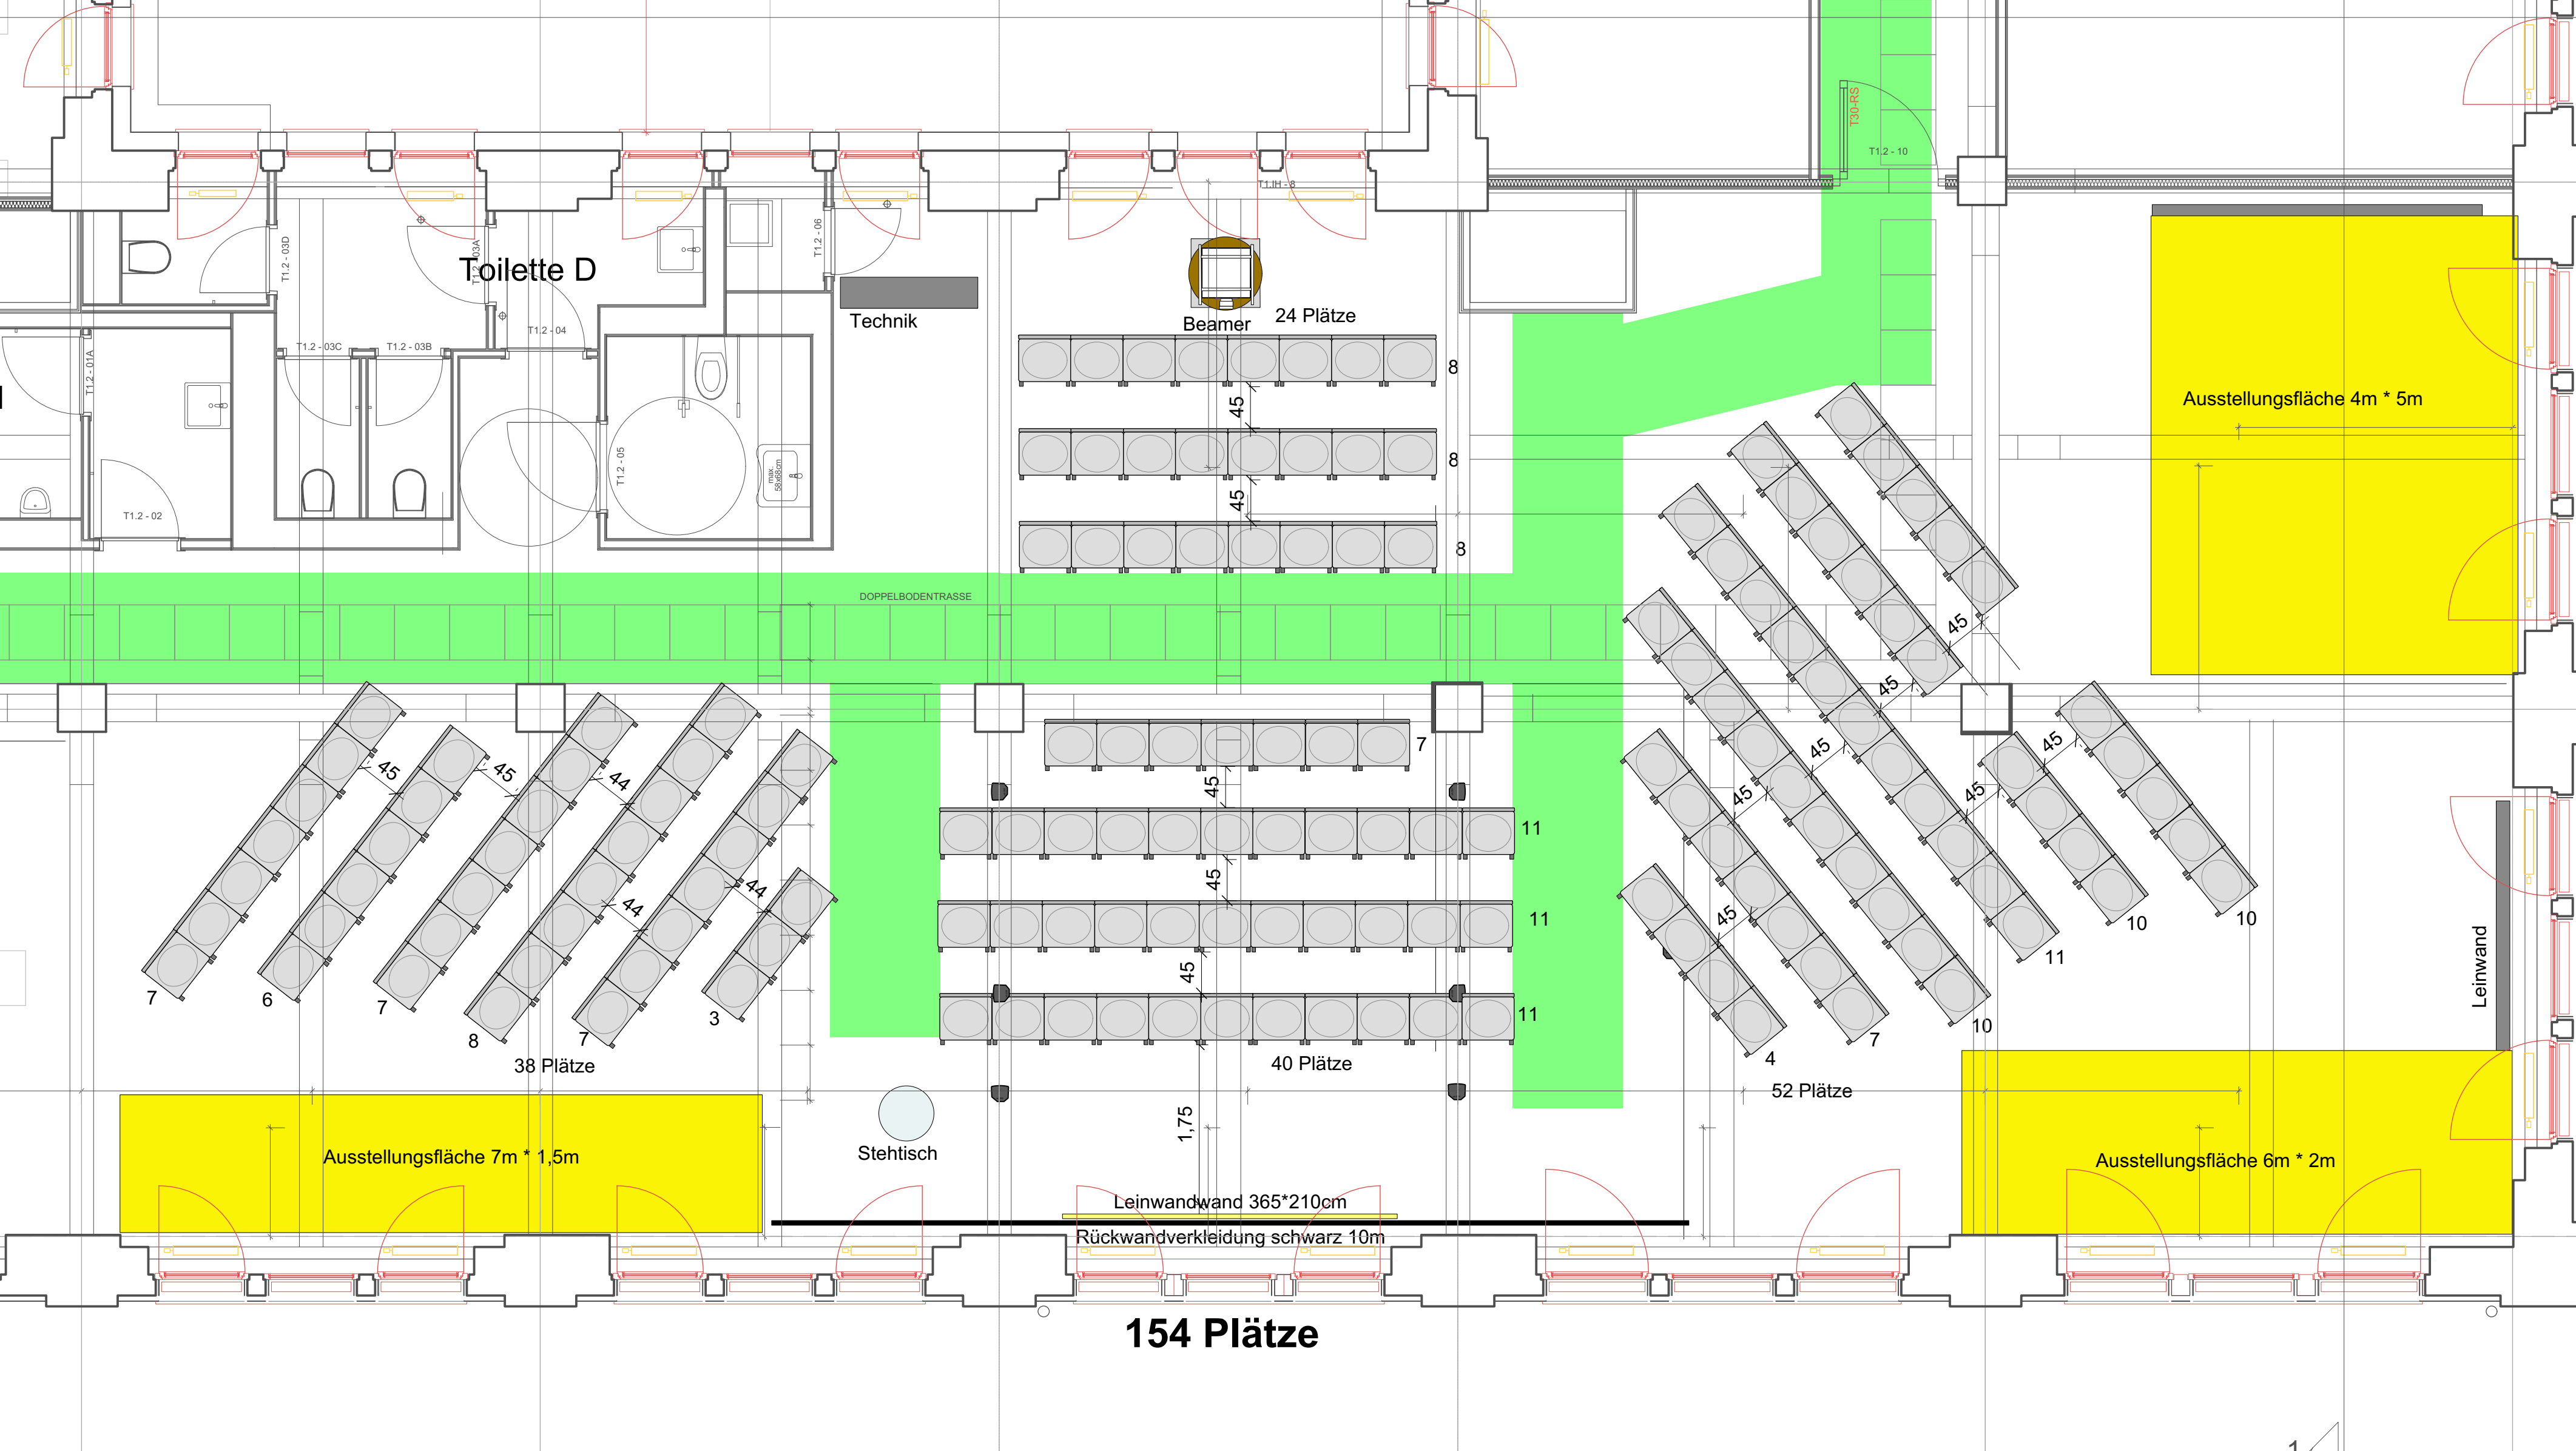 T30-RS
T1.2 - 10
T1.IH - 8
T1.2 - 03D
T1.2 - 03A
T1.2 - 06
Toilette D
Technik
Beamer
24 Plätze
T1.2 - 04
T1.2 - 01A
T1.2 - 03C
T1.2 - 03B
8
45
8
45
8
Ausstellungsfläche 4m * 5m
T1.2 - 05
max.
58x68cm
T1.2 - 02
DOPPELBODENTRASSE
45
45
45
45
45
45
45
45
45
44
44
44
7
45
11
45
11
45
11
7
6
7
8
7
3
38 Plätze
40 Plätze
4
7
10
11
10
10
52 Plätze
Leinwand
1,75
Stehtisch
Ausstellungsfläche 7m * 1,5m
Ausstellungsfläche 6m * 2m
Leinwandwand 365*210cm
Rückwandverkleidung schwarz 10m
154 Plätze